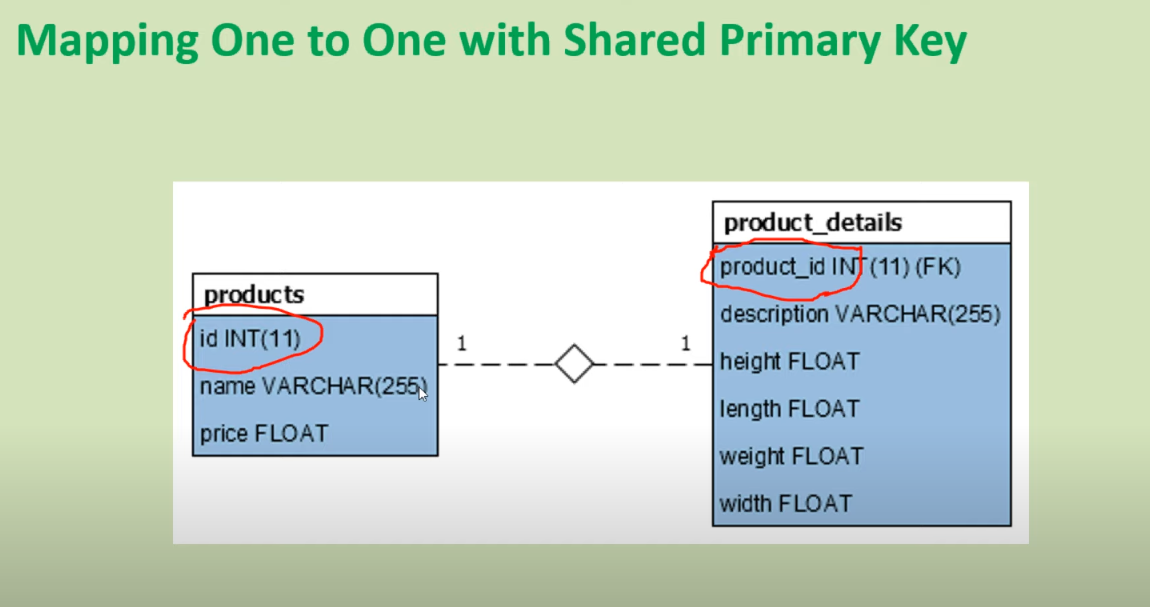 Mapping One to One with Shared Primary Key
products
id INT(11)
name VARCHAR(255)
price FLOAT
1
1
product_details
product_id INT(11) (FK)
description VARCHAR(255)
height FLOAT
length FLOAT
weight FLOAT
width FLOAT